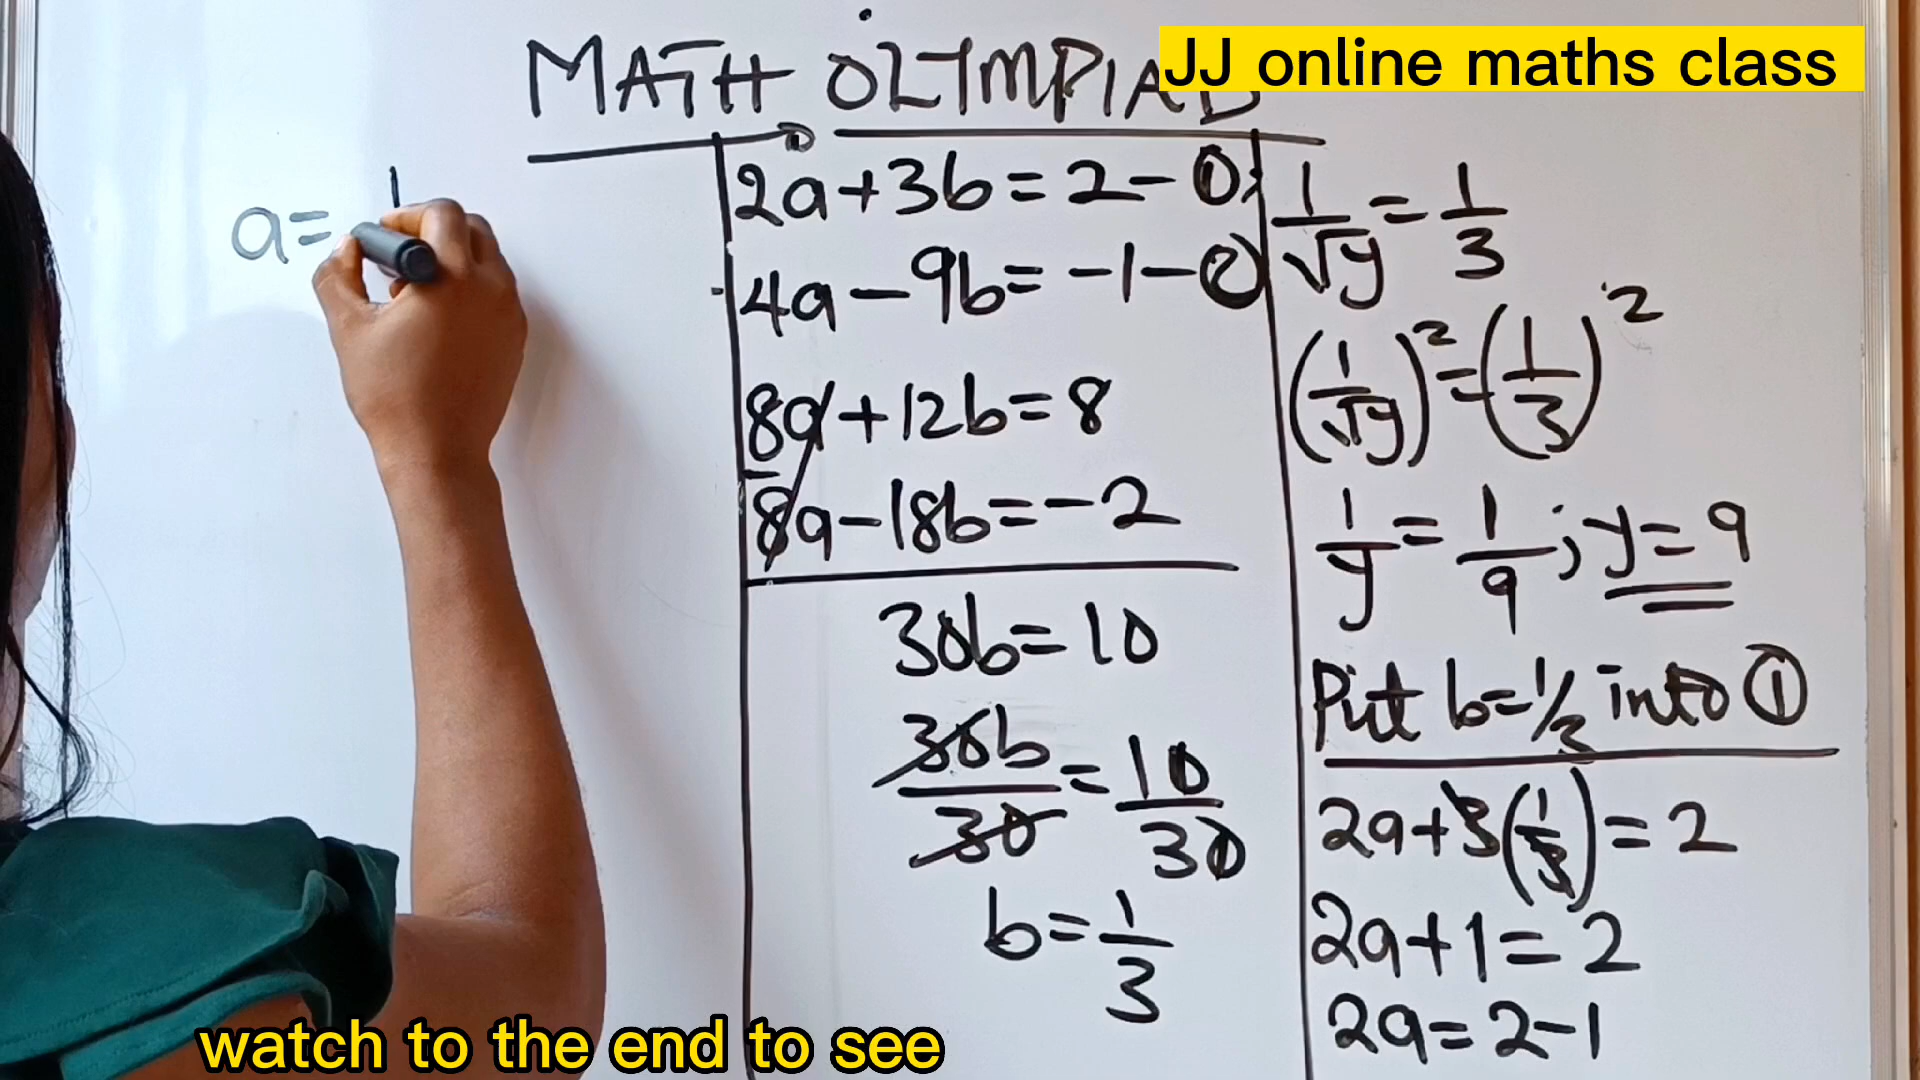 MATH OLYMPIAD
JJ online maths class
a = 1
2a + 3b = 2 - ①
4a - 9b = -1 - ②
8a + 12b = 8
- 8a - 18b = -2
30b = 10
30b/30 = 10/30
b = 1/3
1/√y = 1/3
(1/√y)² = (1/3)²
1/y = 1/9 ; y = 9
Put b = 1/3 into ①
2a + 3(1/3) = 2
2a + 1 = 2
2a = 2 - 1
watch to the end to see